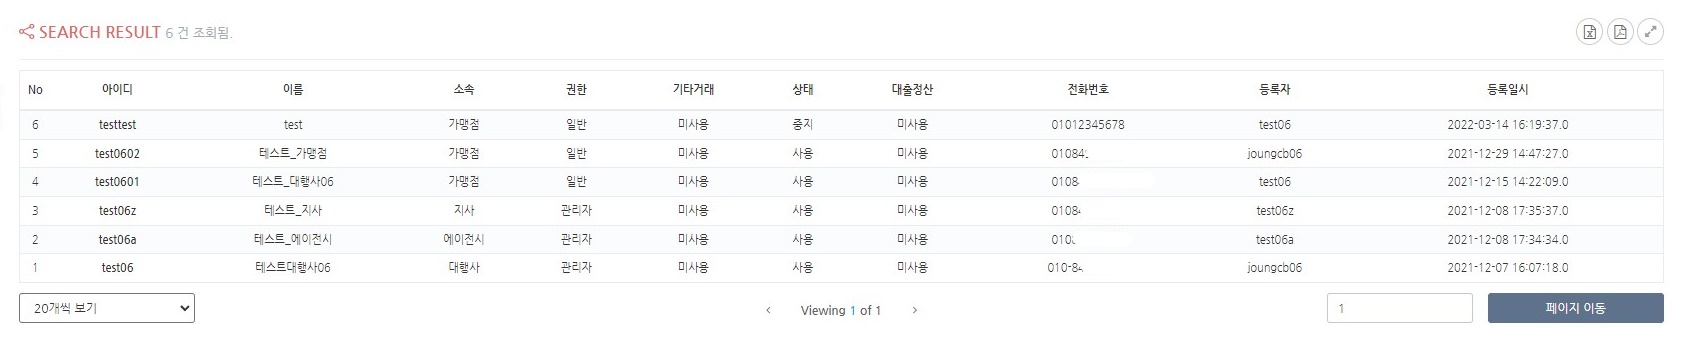 SEARCH RESULT 6 건 조회됨.
No 아이디 이름 소속 권한 기타거래 상태 대출정산 전화번호 등록자 등록일시
6 testtest test 가맹점 일반 미사용 중지 미사용 01012345678 test06 2022-03-14 16:19:37.0
5 test0602 테스트_가맹점 가맹점 일반 미사용 사용 미사용 01084 joungcb06 2021-12-29 14:47:27.0
4 test0601 테스트_대행사06 가맹점 일반 미사용 사용 미사용 0108 test06 2021-12-15 14:22:09.0
3 test06z 테스트_지사 지사 관리자 미사용 사용 미사용 0108 test06z 2021-12-08 17:35:37.0
2 test06a 테스트_에이전시 에이전시 관리자 미사용 사용 미사용 010 test06a 2021-12-08 17:34:34.0
1 test06 테스트대행사06 대행사 관리자 미사용 사용 미사용 010-84 joungcb06 2021-12-07 16:07:18.0
20개씩 보기 < Viewing 1 of 1 > 1 페이지 이동